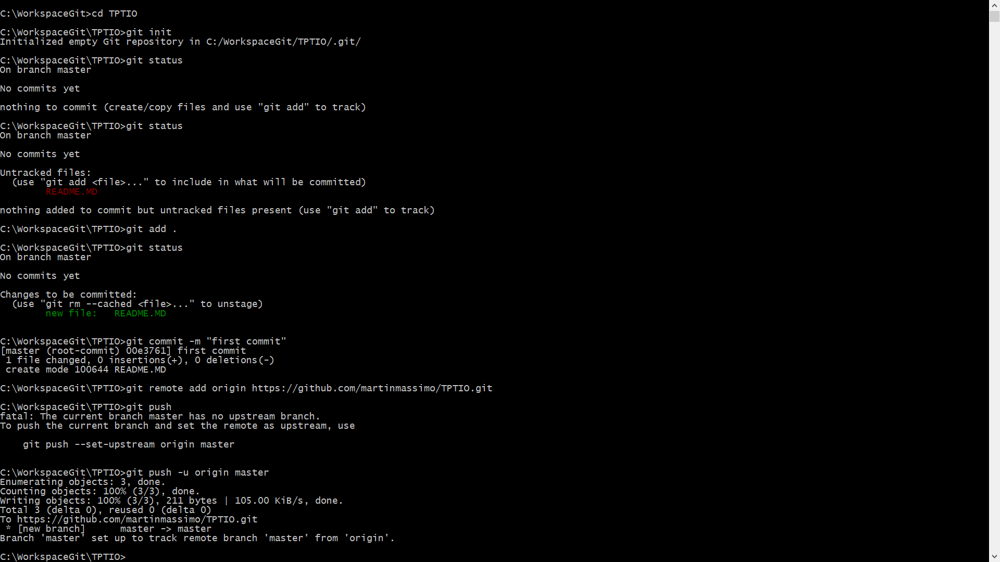 C:\WorkspaceGit>cd TPTIO
C:\WorkspaceGit\TPTIO>git init
Initialized empty Git repository in C:/WorkspaceGit/TPTIO/.git/
C:\WorkspaceGit\TPTIO>git status
On branch master
No commits yet
nothing to commit (create/copy files and use "git add" to track)
C:\WorkspaceGit\TPTIO>git status
On branch master
No commits yet
Untracked files:
  (use "git add <file>..." to include in what will be committed)
        README.MD
nothing added to commit but untracked files present (use "git add" to track)
C:\WorkspaceGit\TPTIO>git add .
C:\WorkspaceGit\TPTIO>git status
On branch master
No commits yet
Changes to be committed:
  (use "git rm --cached <file>..." to unstage)
        new file:   README.MD
C:\WorkspaceGit\TPTIO>git commit -m "first commit"
[master (root-commit) 00e3761] first commit
 1 file changed, 0 insertions(+), 0 deletions(-)
 create mode 100644 README.MD
C:\WorkspaceGit\TPTIO>git remote add origin https://github.com/martinmassimo/TPTIO.git
C:\WorkspaceGit\TPTIO>git push
fatal: The current branch master has no upstream branch.
To push the current branch and set the remote as upstream, use
    git push --set-upstream origin master
C:\WorkspaceGit\TPTIO>git push -u origin master
Enumerating objects: 3, done.
Counting objects: 100% (3/3), done.
Writing objects: 100% (3/3), 211 bytes | 105.00 KiB/s, done.
Total 3 (delta 0), reused 0 (delta 0)
To https://github.com/martinmassimo/TPTIO.git
 * [new branch]      master -> master
Branch 'master' set up to track remote branch 'master' from 'origin'.
C:\WorkspaceGit\TPTIO>